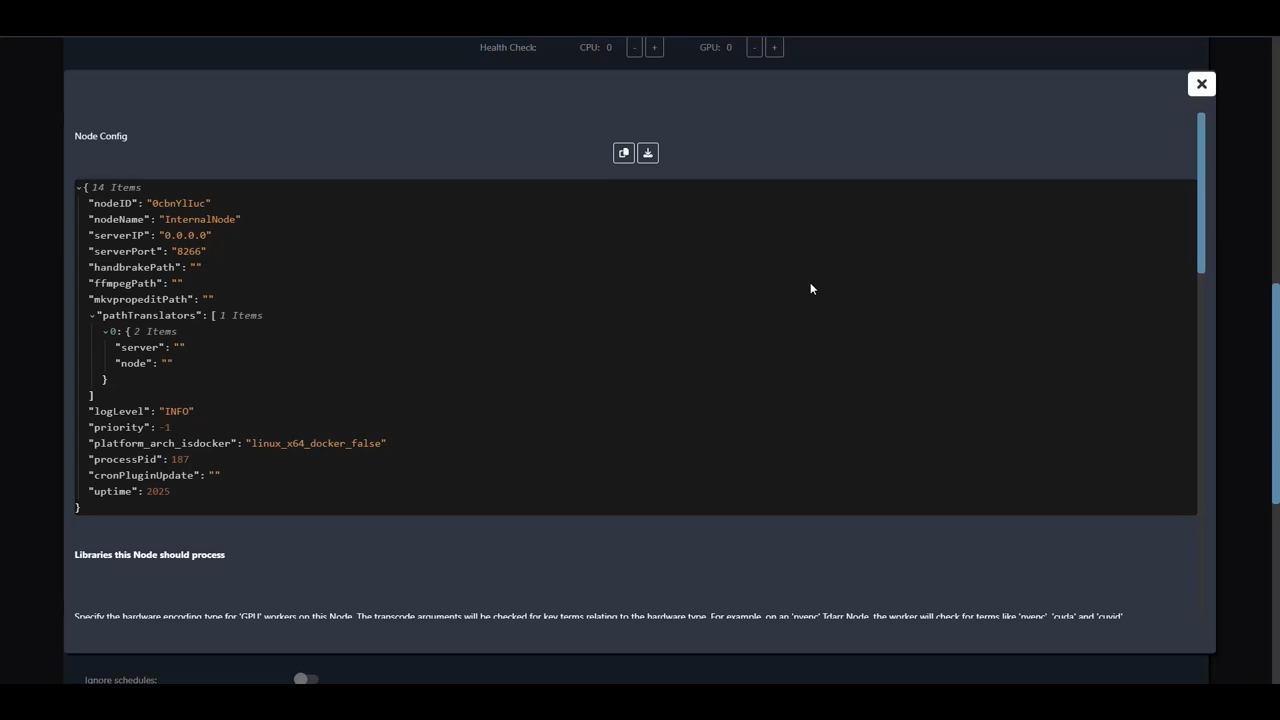 Health Check: CPU: 0 - + GPU: 0 - +
Node Config
{ 14 Items
"nodeID": "0cbnYlIuc"
"nodeName": "InternalNode"
"serverIP": "0.0.0.0"
"serverPort": "8266"
"handbrakePath": ""
"ffmpegPath": ""
"mkvpropeditPath": ""
"pathTranslators": [ 1 Items
0: { 2 Items
"server": ""
"node": ""
}
]
"logLevel": "INFO"
"priority": -1
"platform_arch_isdocker": "linux_x64_docker_false"
"processPid": 187
"cronPluginUpdate": ""
"uptime": 2025
}
Libraries this Node should process
Specify the hardware encoding type for 'GPU' workers on this Node. The transcode arguments will be checked for key terms relating to the hardware type. For example, on an 'nvenc' Tdarr Node, the worker will check for terms like 'nvenc', 'cuda' and 'cuvid'
Ignore schedules: